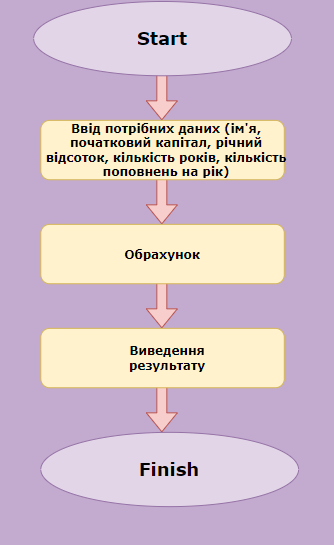 Start
Ввід потрібних даних (ім'я,
початковий капітал, річний
відсоток, кількість років, кількість
поповнень на рік)
Обрахунок
Виведення
результату
Finish